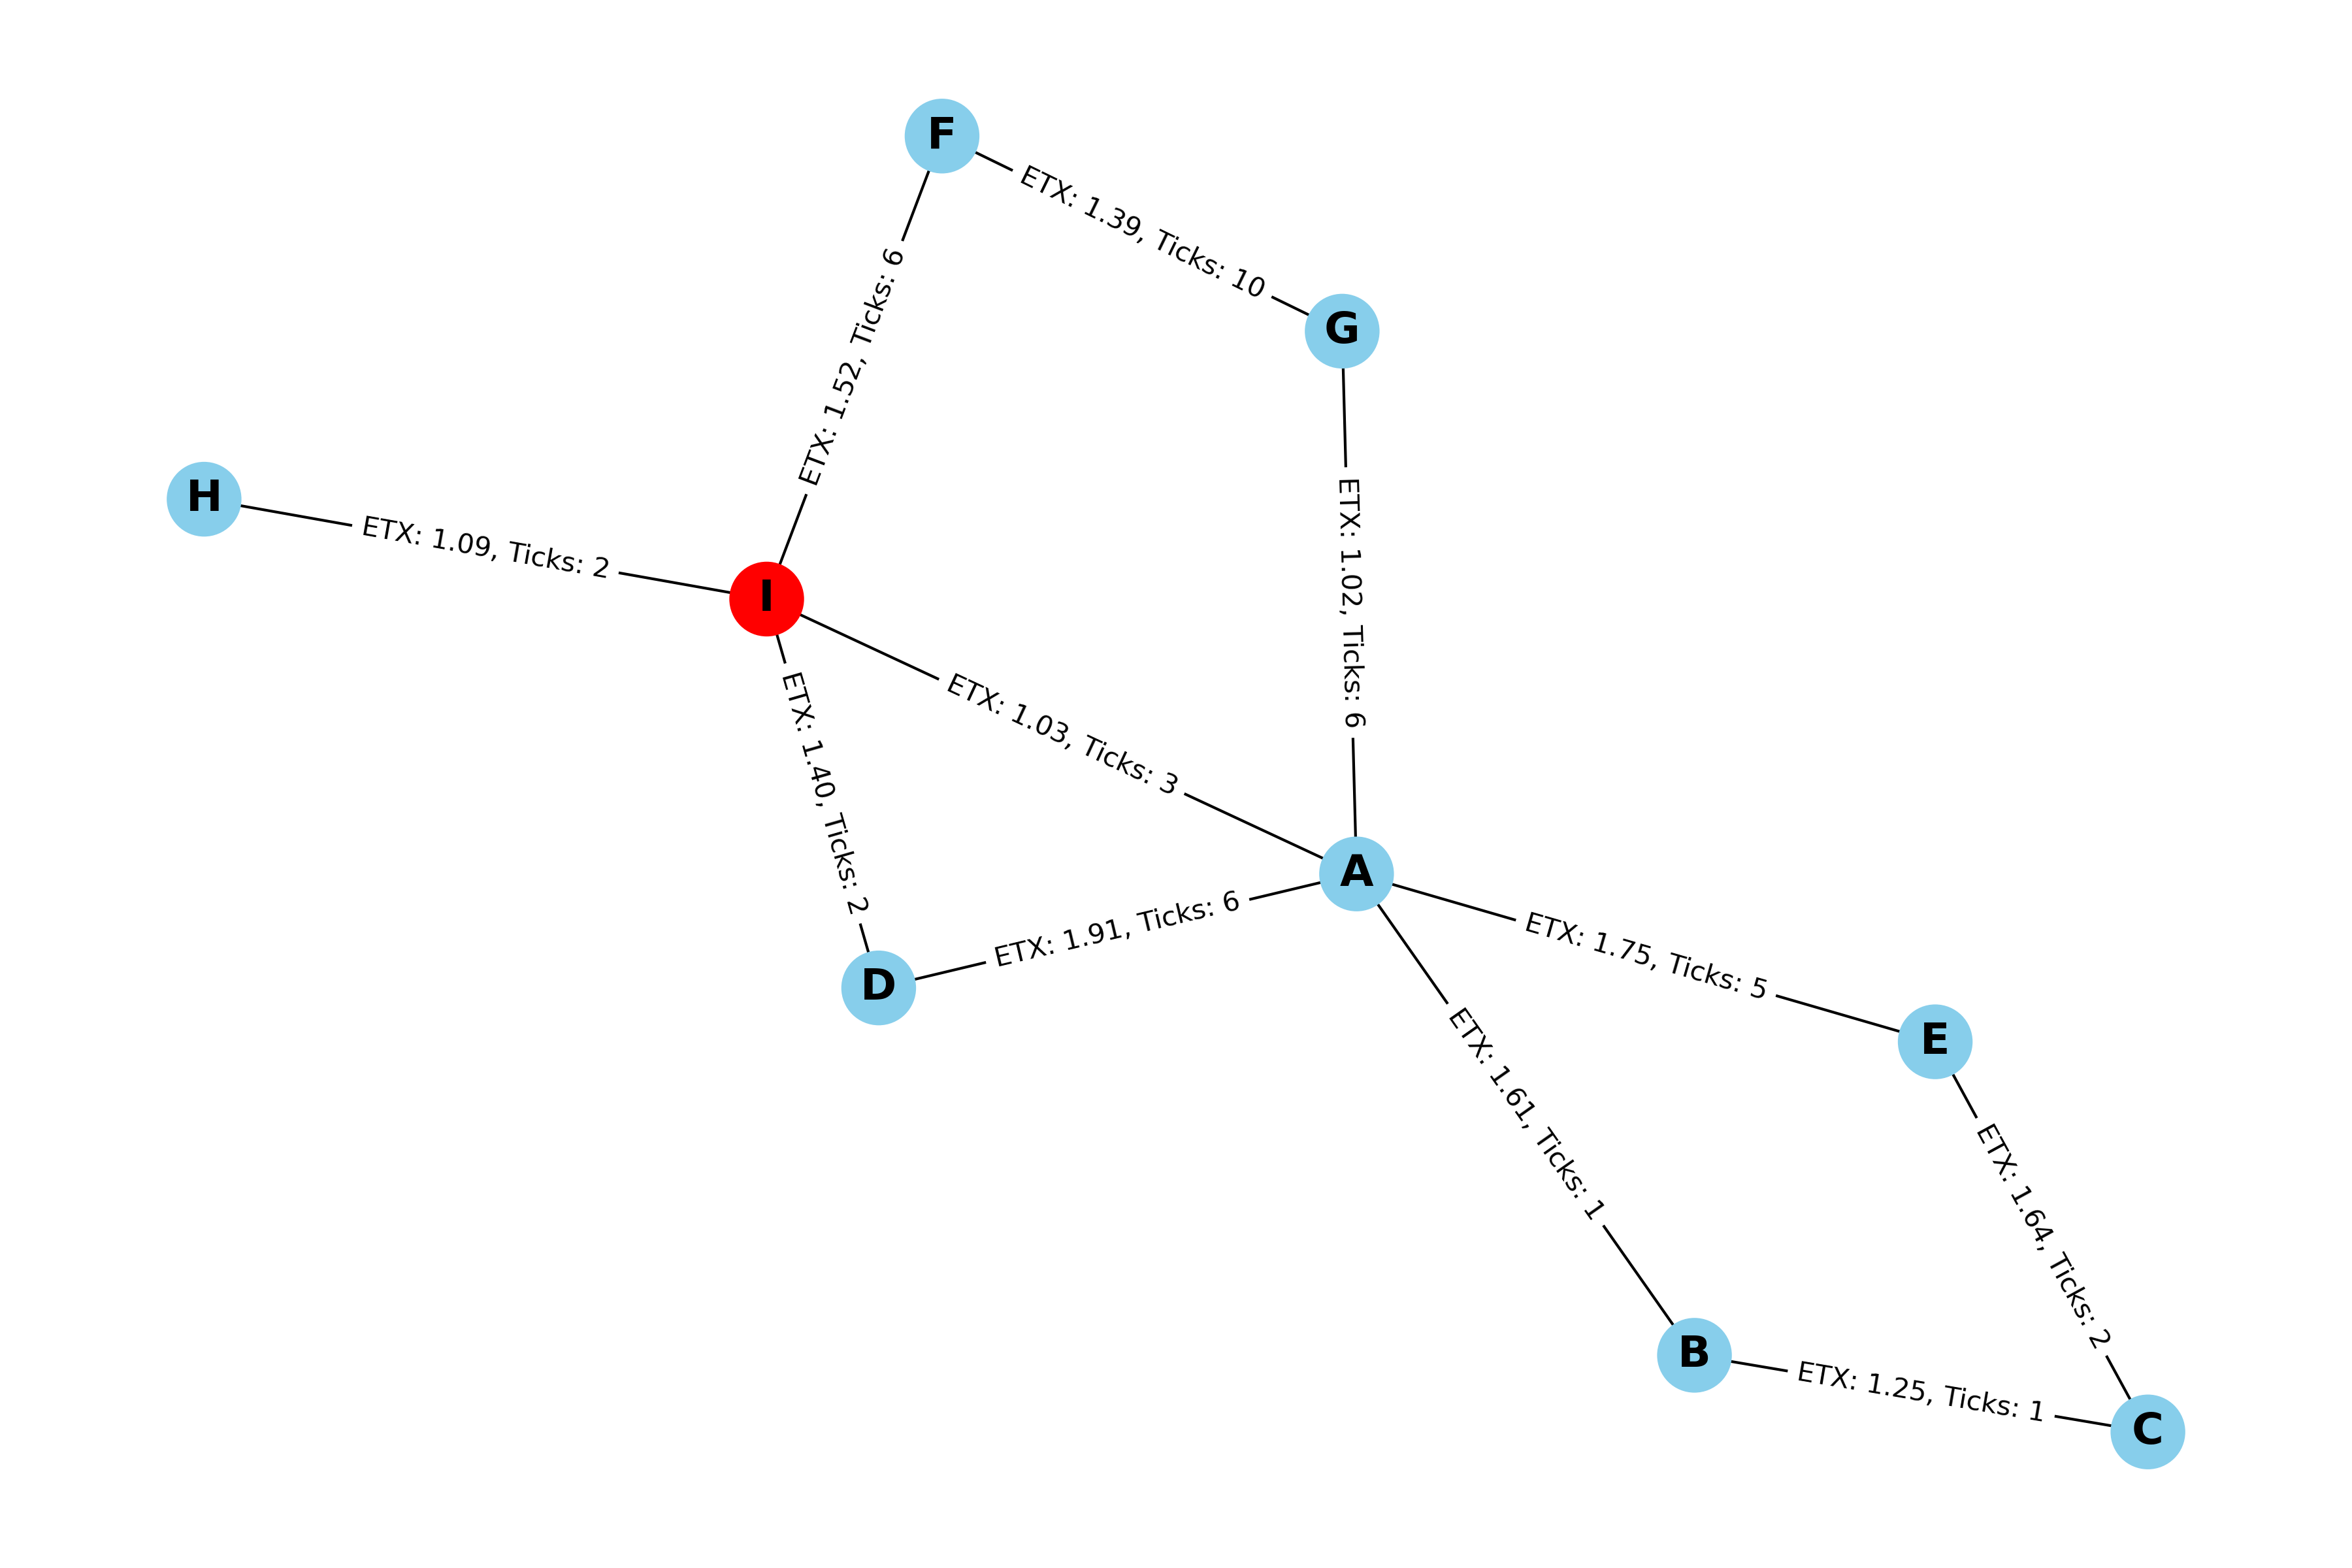 F
ETX: 1.39, Ticks: 10
G
ETX: 1.52, Ticks: 6
H
ETX: 1.09, Ticks: 2
I
ETX: 1.02, Ticks: 6
ETX: 1.03, Ticks: 3
ETX: 1.40, Ticks: 2
A
ETX: 1.91, Ticks: 6
D
ETX: 1.75, Ticks: 5
E
ETX: 1.61, Ticks: 1
ETX: 1.64, Ticks: 2
B
ETX: 1.25, Ticks: 1
C